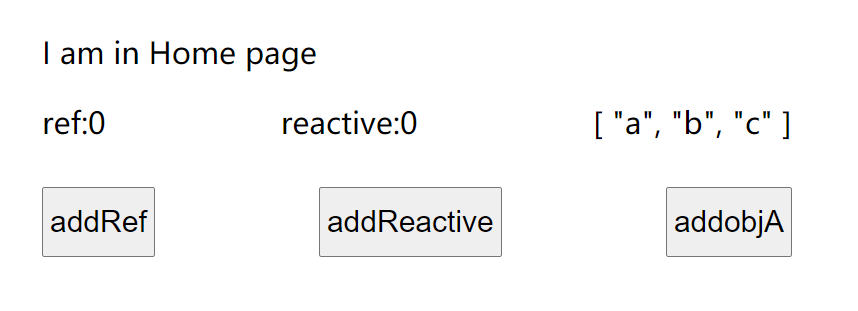 I am in Home page
ref:0 reactive:0 [ "a", "b", "c" ]
addRef addReactive addobjA